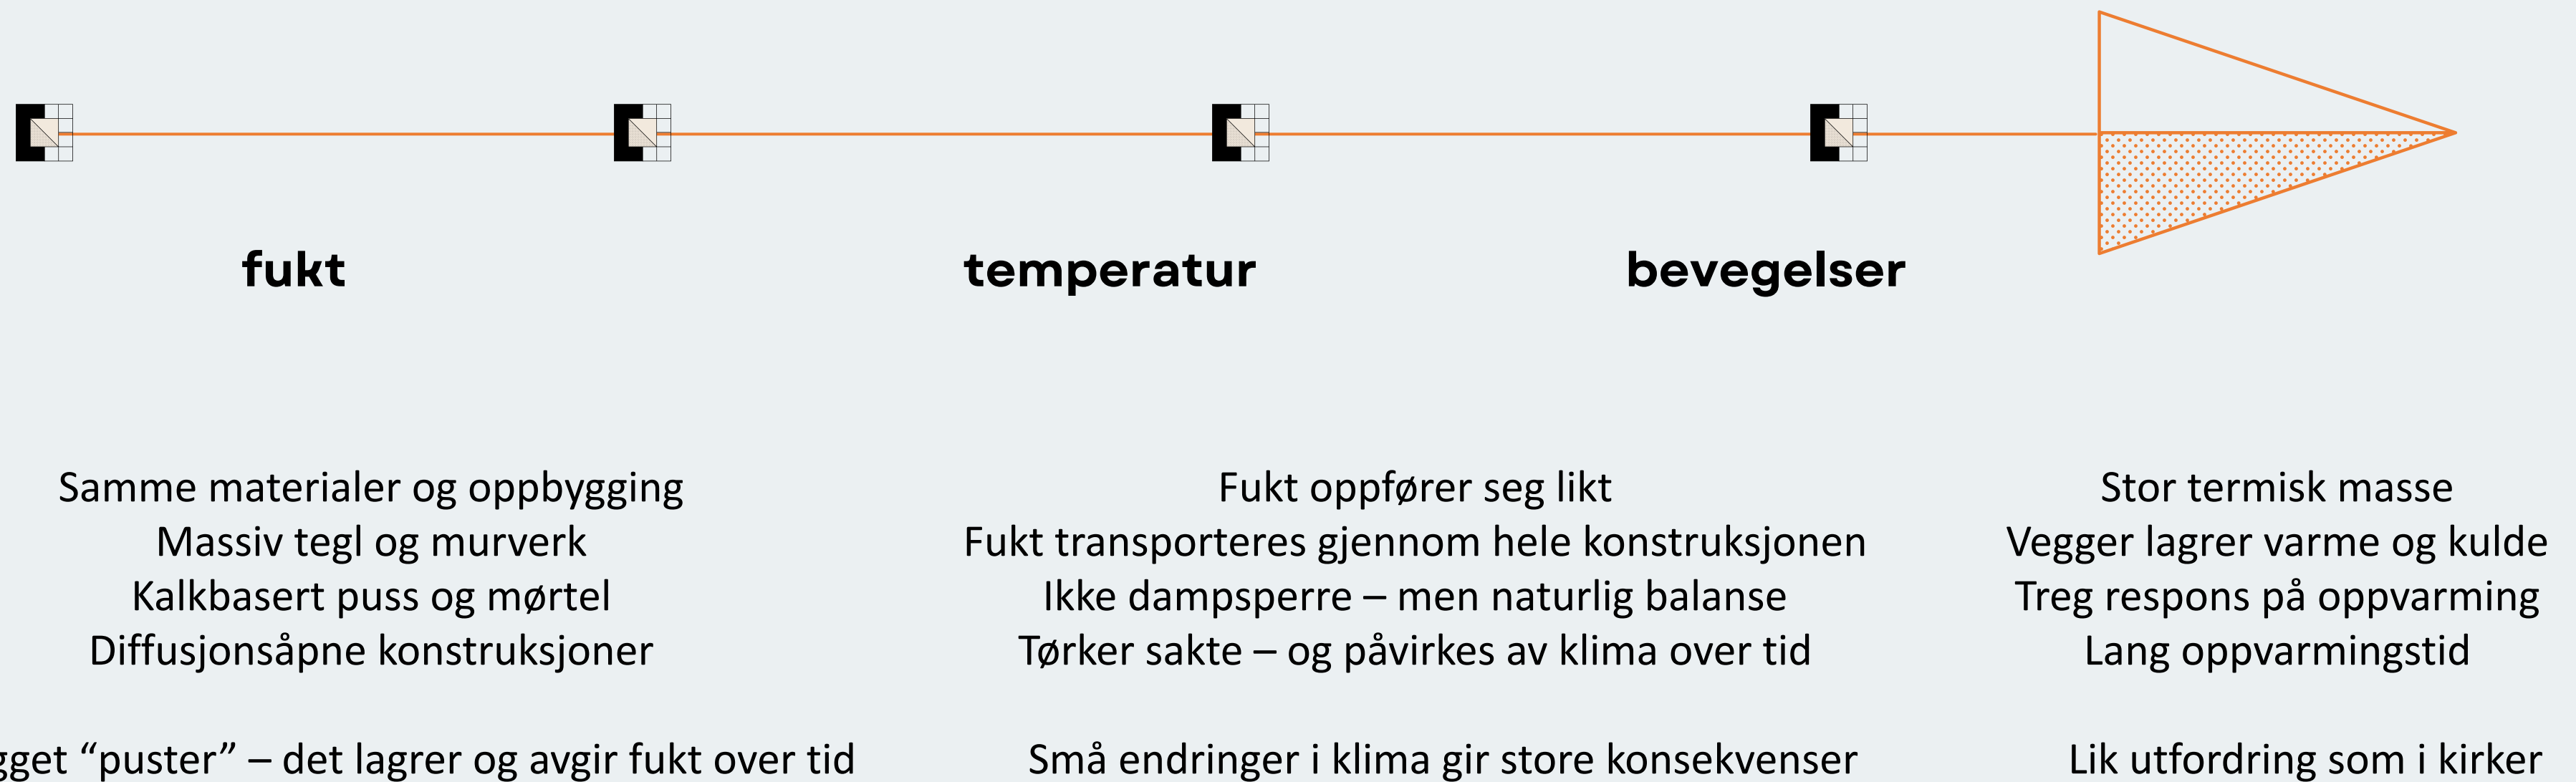 fukt
temperatur
bevegelser
Samme materialer og oppbygging
Massiv tegl og murverk
Kalkbasert puss og mørtel
Diffusjonsåpne konstruksjoner
“puster” – det lagrer og avgir fukt over tid
Fukt oppfører seg likt
Fukt transporteres gjennom hele konstruksjonen
Ikke dampsperre – men naturlig balanse
Tørker sakte – og påvirkes av klima over tid
Små endringer i klima gir store konsekvenser
Stor termisk masse
Vegger lagrer varme og kulde
Treg respons på oppvarming
Lang oppvarmingstid
Lik utfordring som i kirker